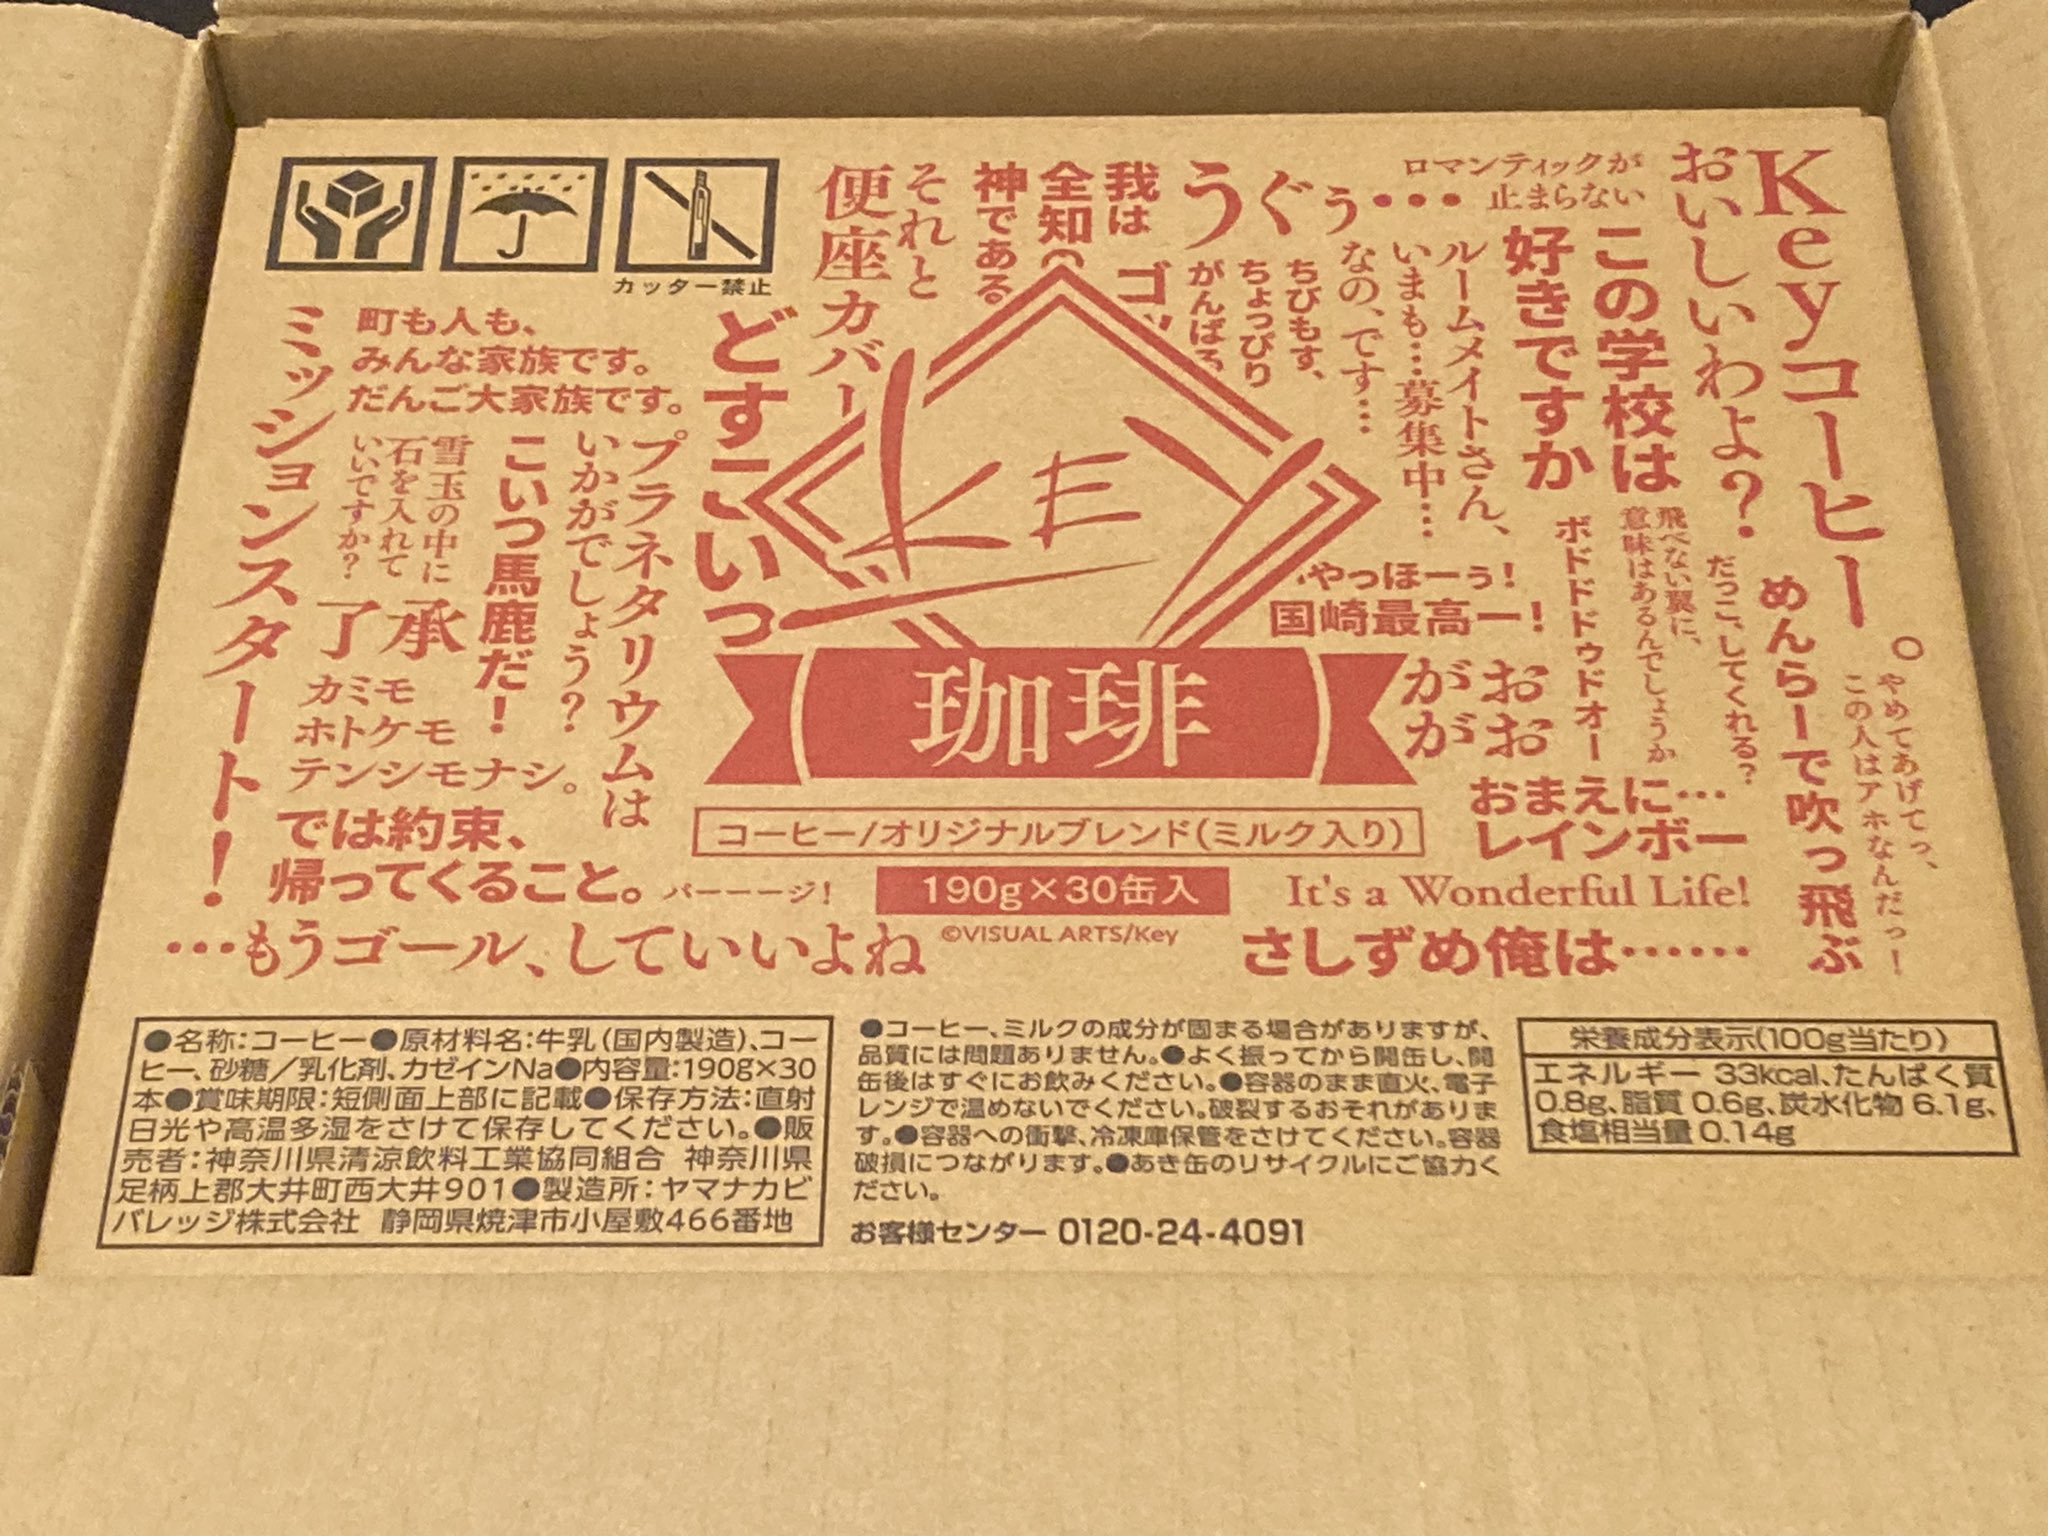 カッター禁止
Keyコーヒー。
おいしいわよ?
ロマンティックが
止まらない
この学校は
好きですか
うぐぅ・・・
我は
全知の
神である
それと
便座カバー
ルームメイトさん、
いまも…募集中…
なの、です…
ちびもす、
ちょっぴり
がんばる
どすこいっ
町も人も、
みんな家族です。
だんご大家族です。
ミッションスタート!
プラネタリウムは
いかがでしょう?
こいつ馬鹿だ!
雪玉の中に
石を入れて
いいですか?
了承
カミモ
ホトケモ
テンシモナシ。
では約束、
帰ってくること。
パーーージ!
…もうゴール、していいよね
KEY
珈琲
コーヒー/オリジナルブレンド(ミルク入り)
190g×30缶入
©VISUAL ARTS/Key
やっほーぅ!
国崎最高ー!
がお
がお
ボドドドゥドオー
飛べない翼に、
意味はあるんでしょうか
だっこ、してくれる?
めんらーで吹っ飛ぶ
やめてあげてっ、
この人はアホなんだっ!
おまえに…
レインボー
It's a Wonderful Life!
さしずめ俺は……
●名称:コーヒー●原材料名:牛乳(国内製造)、コー
ヒー、砂糖/乳化剤、カゼインNa●内容量:190g×30
本●賞味期限:短側面上部に記載●保存方法:直射
日光や高温多湿をさけて保存してください。●販
売者:神奈川県清涼飲料工業協同組合 神奈川県
足柄上郡大井町西大井901●製造所:ヤマナカビ
バレッジ株式会社 静岡県焼津市小屋敷466番地
●コーヒー、ミルクの成分が固まる場合がありますが、
品質には問題ありません。●よく振ってから開缶し、開
缶後はすぐにお飲みください。●容器のまま直火、電子
レンジで温めないでください。破裂するおそれがありま
す。●容器への衝撃、冷凍庫保管をさけてください。容器
破損につながります。●あき缶のリサイクルにご協力く
ださい。
お客様センター 0120-24-4091
栄養成分表示(100g当たり)
エネルギー 33kcal、たんぱく質
0.8g、脂質 0.6g、炭水化物 6.1g、
食塩相当量 0.14g